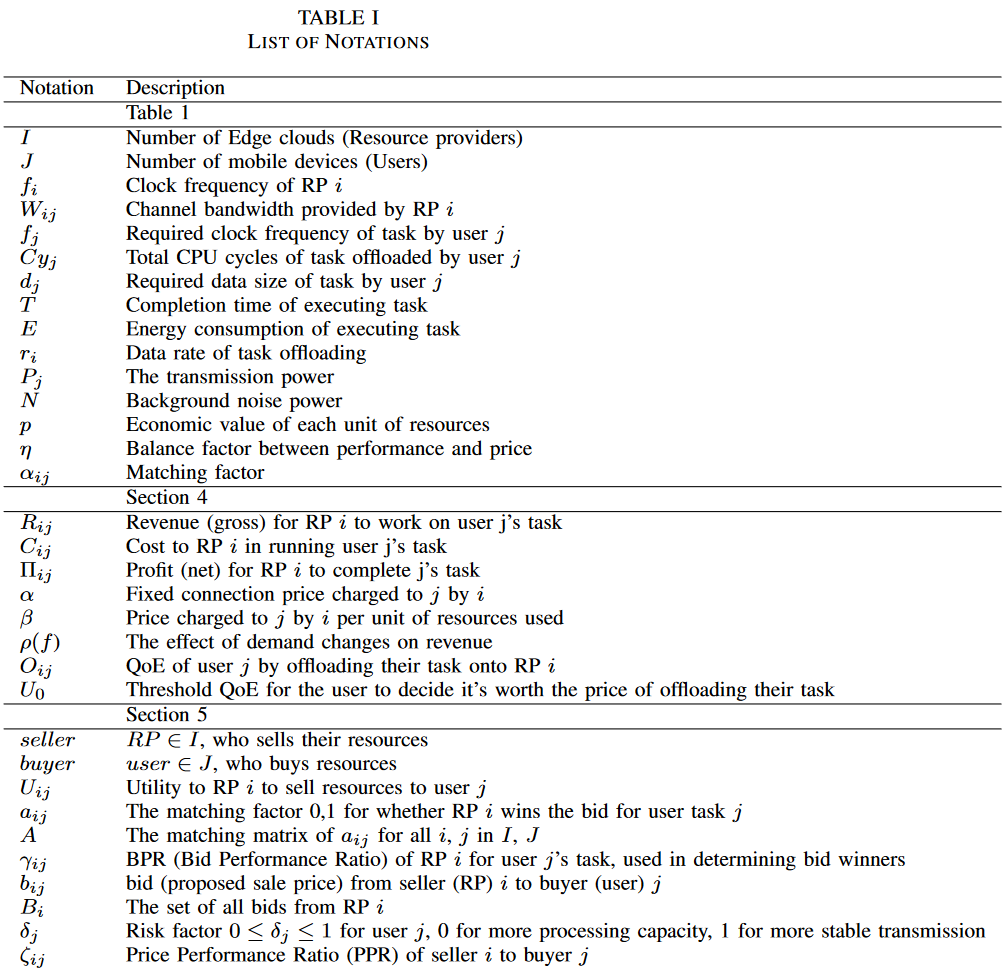 TABLE I
LIST OF NOTATIONS
Notation Description
Table 1
I Number of Edge clouds (Resource providers)
J Number of mobile devices (Users)
f_i Clock frequency of RP i
W_{ij} Channel bandwidth provided by RP i
f_j Required clock frequency of task by user j
Cy_j Total CPU cycles of task offloaded by user j
d_j Required data size of task by user j
T Completion time of executing task
E Energy consumption of executing task
r_i Data rate of task offloading
P_j The transmission power
N Background noise power
p Economic value of each unit of resources
η Balance factor between performance and price
α_{ij} Matching factor
Section 4
R_{ij} Revenue (gross) for RP i to work on user j's task
C_{ij} Cost to RP i in running user j's task
Π_{ij} Profit (net) for RP i to complete j's task
α Fixed connection price charged to j by i
β Price charged to j by i per unit of resources used
ρ(f) The effect of demand changes on revenue
O_{ij} QoE of user j by offloading their task onto RP i
U_0 Threshold QoE for the user to decide it's worth the price of offloading their task
Section 5
seller RP ∈ I, who sells their resources
buyer user ∈ J, who buys resources
U_{ij} Utility to RP i to sell resources to user j
a_{ij} The matching factor 0,1 for whether RP i wins the bid for user task j
A The matching matrix of a_{ij} for all i, j in I, J
γ_{ij} BPR (Bid Performance Ratio) of RP i for user j's task, used in determining bid winners
b_{ij} bid (proposed sale price) from seller (RP) i to buyer (user) j
B_i The set of all bids from RP i
δ_j Risk factor 0 ≤ δ_j ≤ 1 for user j, 0 for more processing capacity, 1 for more stable transmission
ζ_{ij} Price Performance Ratio (PPR) of seller i to buyer j